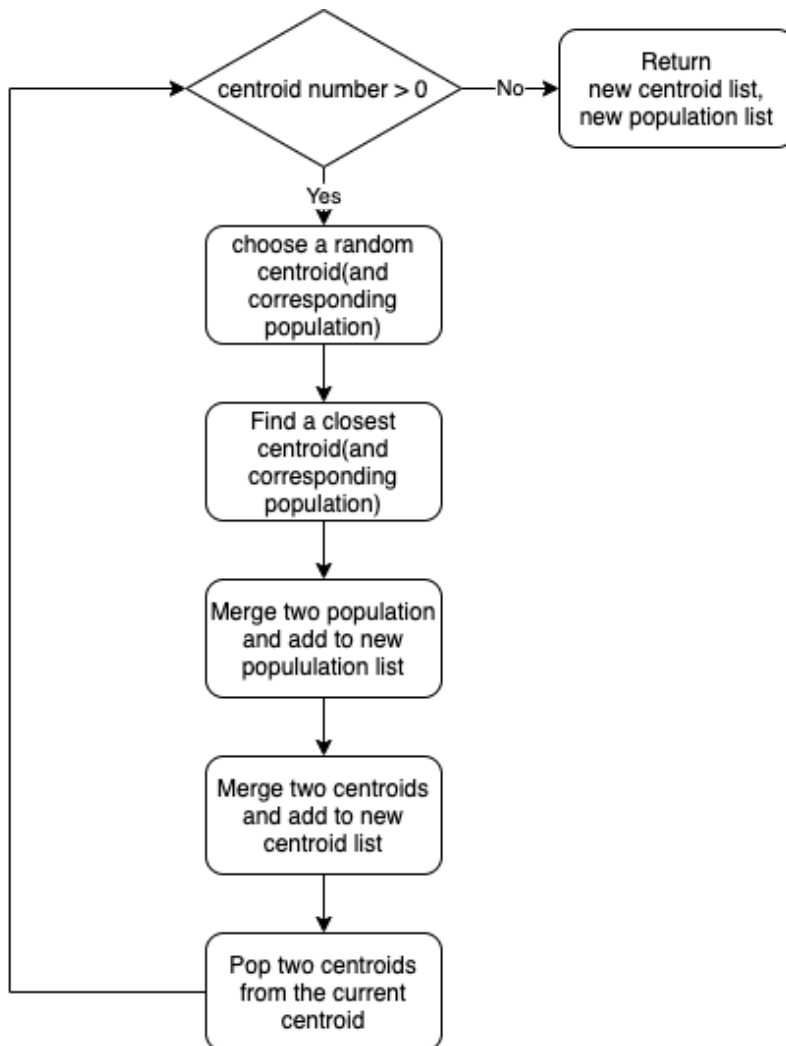 centroid number > 0
No
Return
new centroid list,
new population list
Yes
choose a random
centroid(and
corresponding
population)
Find a closest
centroid(and
corresponding
population)
Merge two population
and add to new
popululation list
Merge two centroids
and add to new
centroid list
Pop two centroids
from the current
centroid